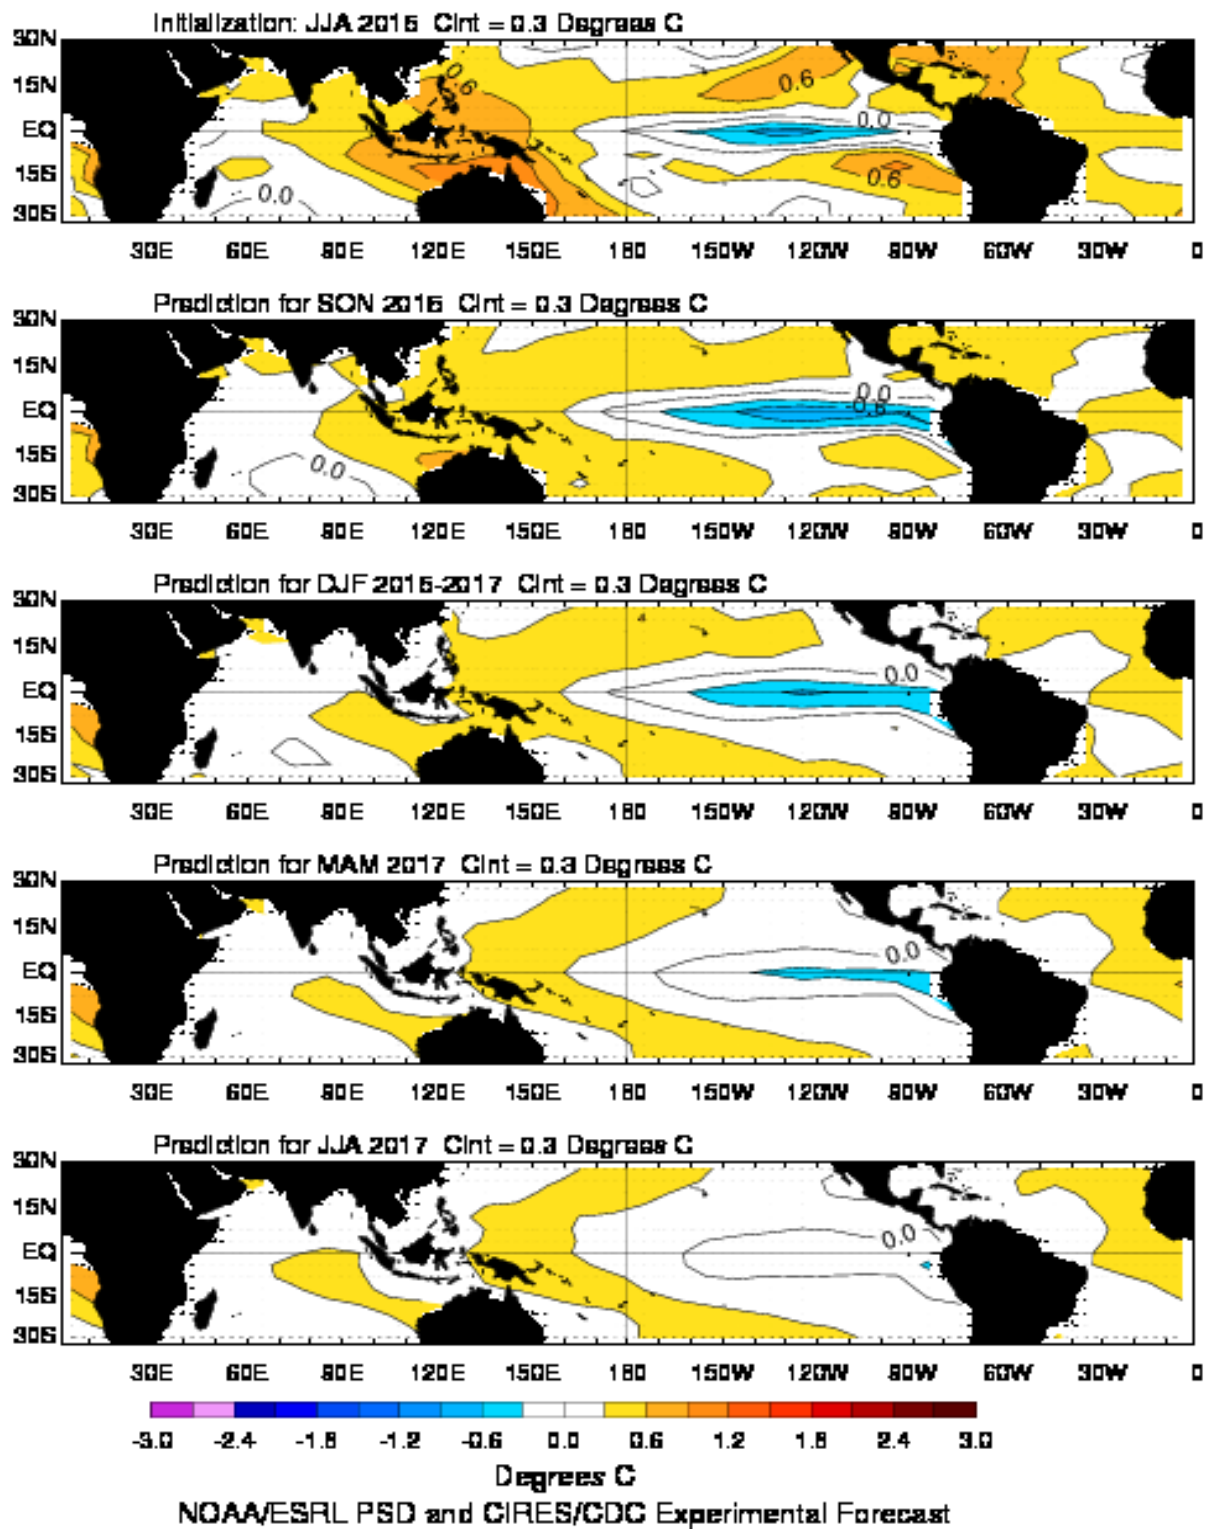 Initialization: JJA 2016 CInt = 0.3 Degrees C
30N
15N
EQ
15S
30S
0.6
0.6
0.0
0.6
0.0
30E 60E 90E 120E 150E 180 150W 120W 90W 60W 30W 0
Prediction for SON 2016 CInt = 0.3 Degrees C
30N
15N
EQ
15S
30S
0.0
-0.6
0.0
30E 60E 90E 120E 150E 180 150W 120W 90W 60W 30W 0
Prediction for DJF 2016-2017 CInt = 0.3 Degrees C
30N
15N
EQ
15S
30S
0.0
30E 60E 90E 120E 150E 180 150W 120W 90W 60W 30W 0
Prediction for MAM 2017 CInt = 0.3 Degrees C
30N
15N
EQ
15S
30S
0.0
30E 60E 90E 120E 150E 180 150W 120W 90W 60W 30W 0
Prediction for JJA 2017 CInt = 0.3 Degrees C
30N
15N
EQ
15S
30S
0.0
30E 60E 90E 120E 150E 180 150W 120W 90W 60W 30W 0
-3.0 -2.4 -1.8 -1.2 -0.6 0.0 0.6 1.2 1.8 2.4 3.0
Degrees C
NOAA/ESRL PSD and CIRES/CDC Experimental Forecast